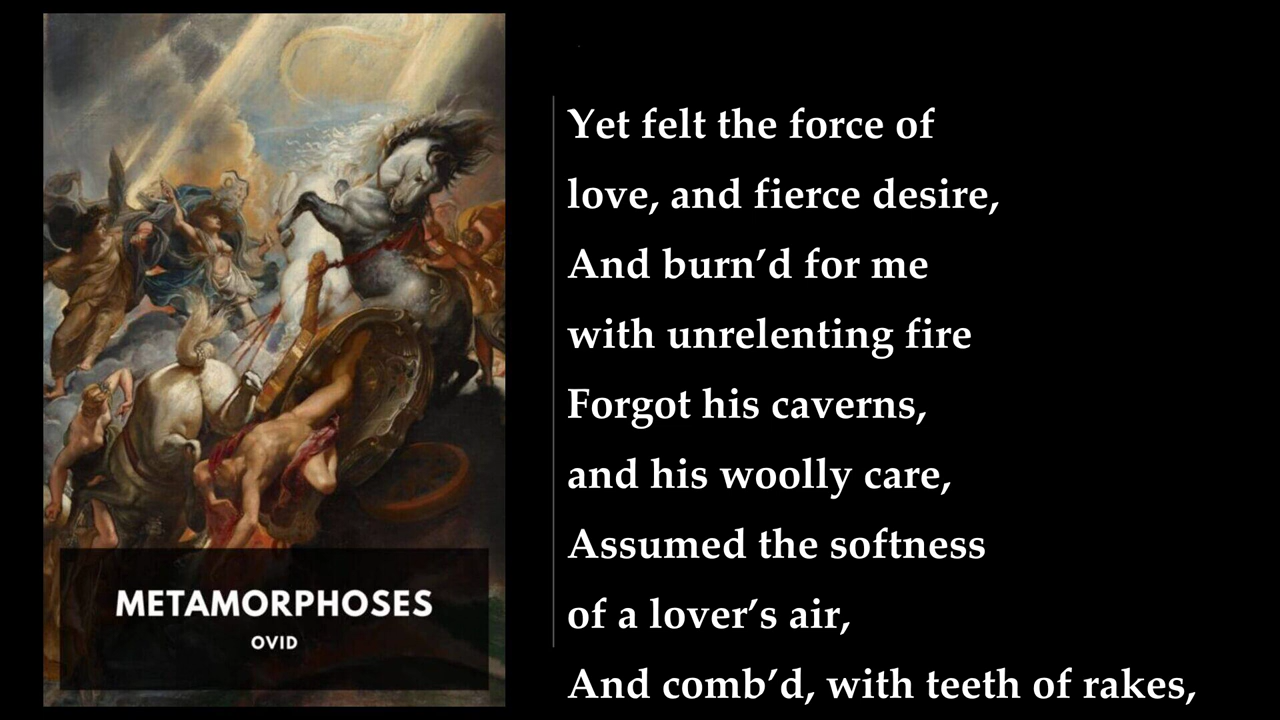 METAMORPHOSES
OVID
Yet felt the force of
love, and fierce desire,
And burn’d for me
with unrelenting fire
Forgot his caverns,
and his woolly care,
Assumed the softness
of a lover’s air,
And comb’d, with teeth of rakes,